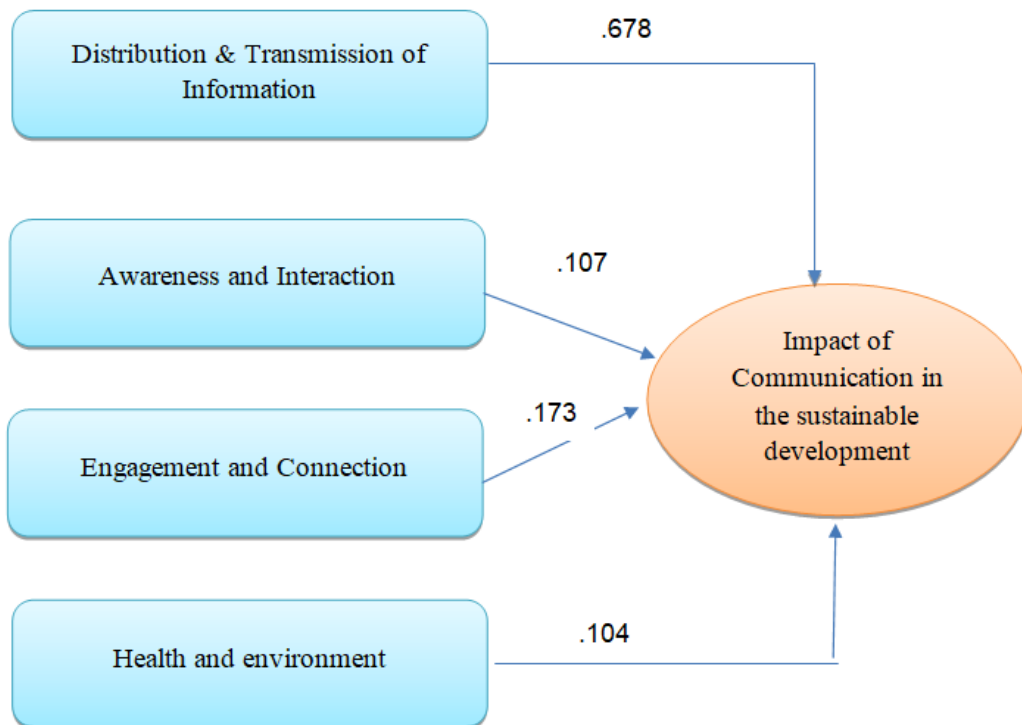 .678
Distribution & Transmission of
Information
.107
Awareness and Interaction
Impact of
Communication in
the sustainable
development
.173
Engagement and Connection
.104
Health and environment